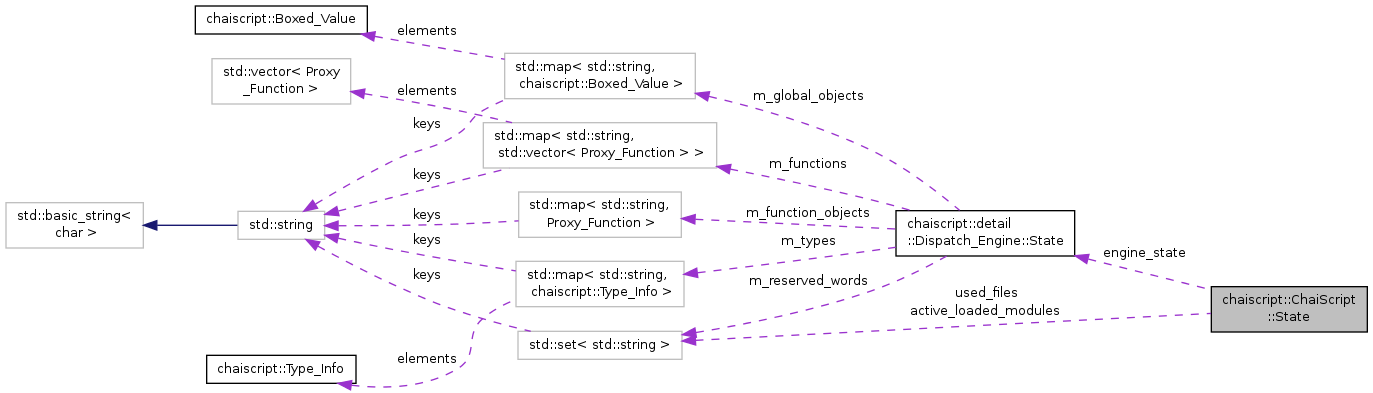 chaiscript::Boxed_Value
elements
std::map< std::string,
chaiscript::Boxed_Value >
std::vector< Proxy
_Function >
elements
m_global_objects
keys
std::map< std::string,
std::vector< Proxy_Function > >
m_functions
keys
std::map< std::string,
Proxy_Function >
std::basic_string<
char >
std::string
keys
m_function_objects
chaiscript::detail
::Dispatch_Engine::State
keys
m_types
engine_state
std::map< std::string,
chaiscript::Type_Info >
keys
m_reserved_words
used_files
active_loaded_modules
chaiscript::ChaiScript
::State
std::set< std::string >
elements
chaiscript::Type_Info